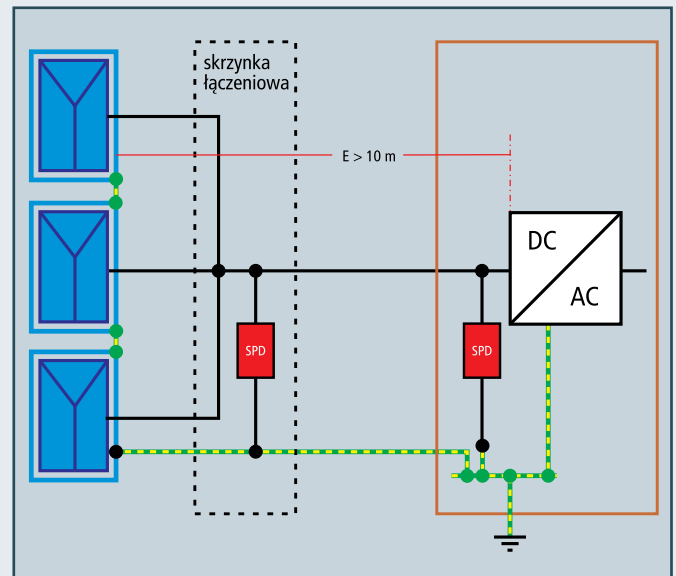 skrzynka
łączeniowa
E > 10 m
DC
AC
SPD
SPD